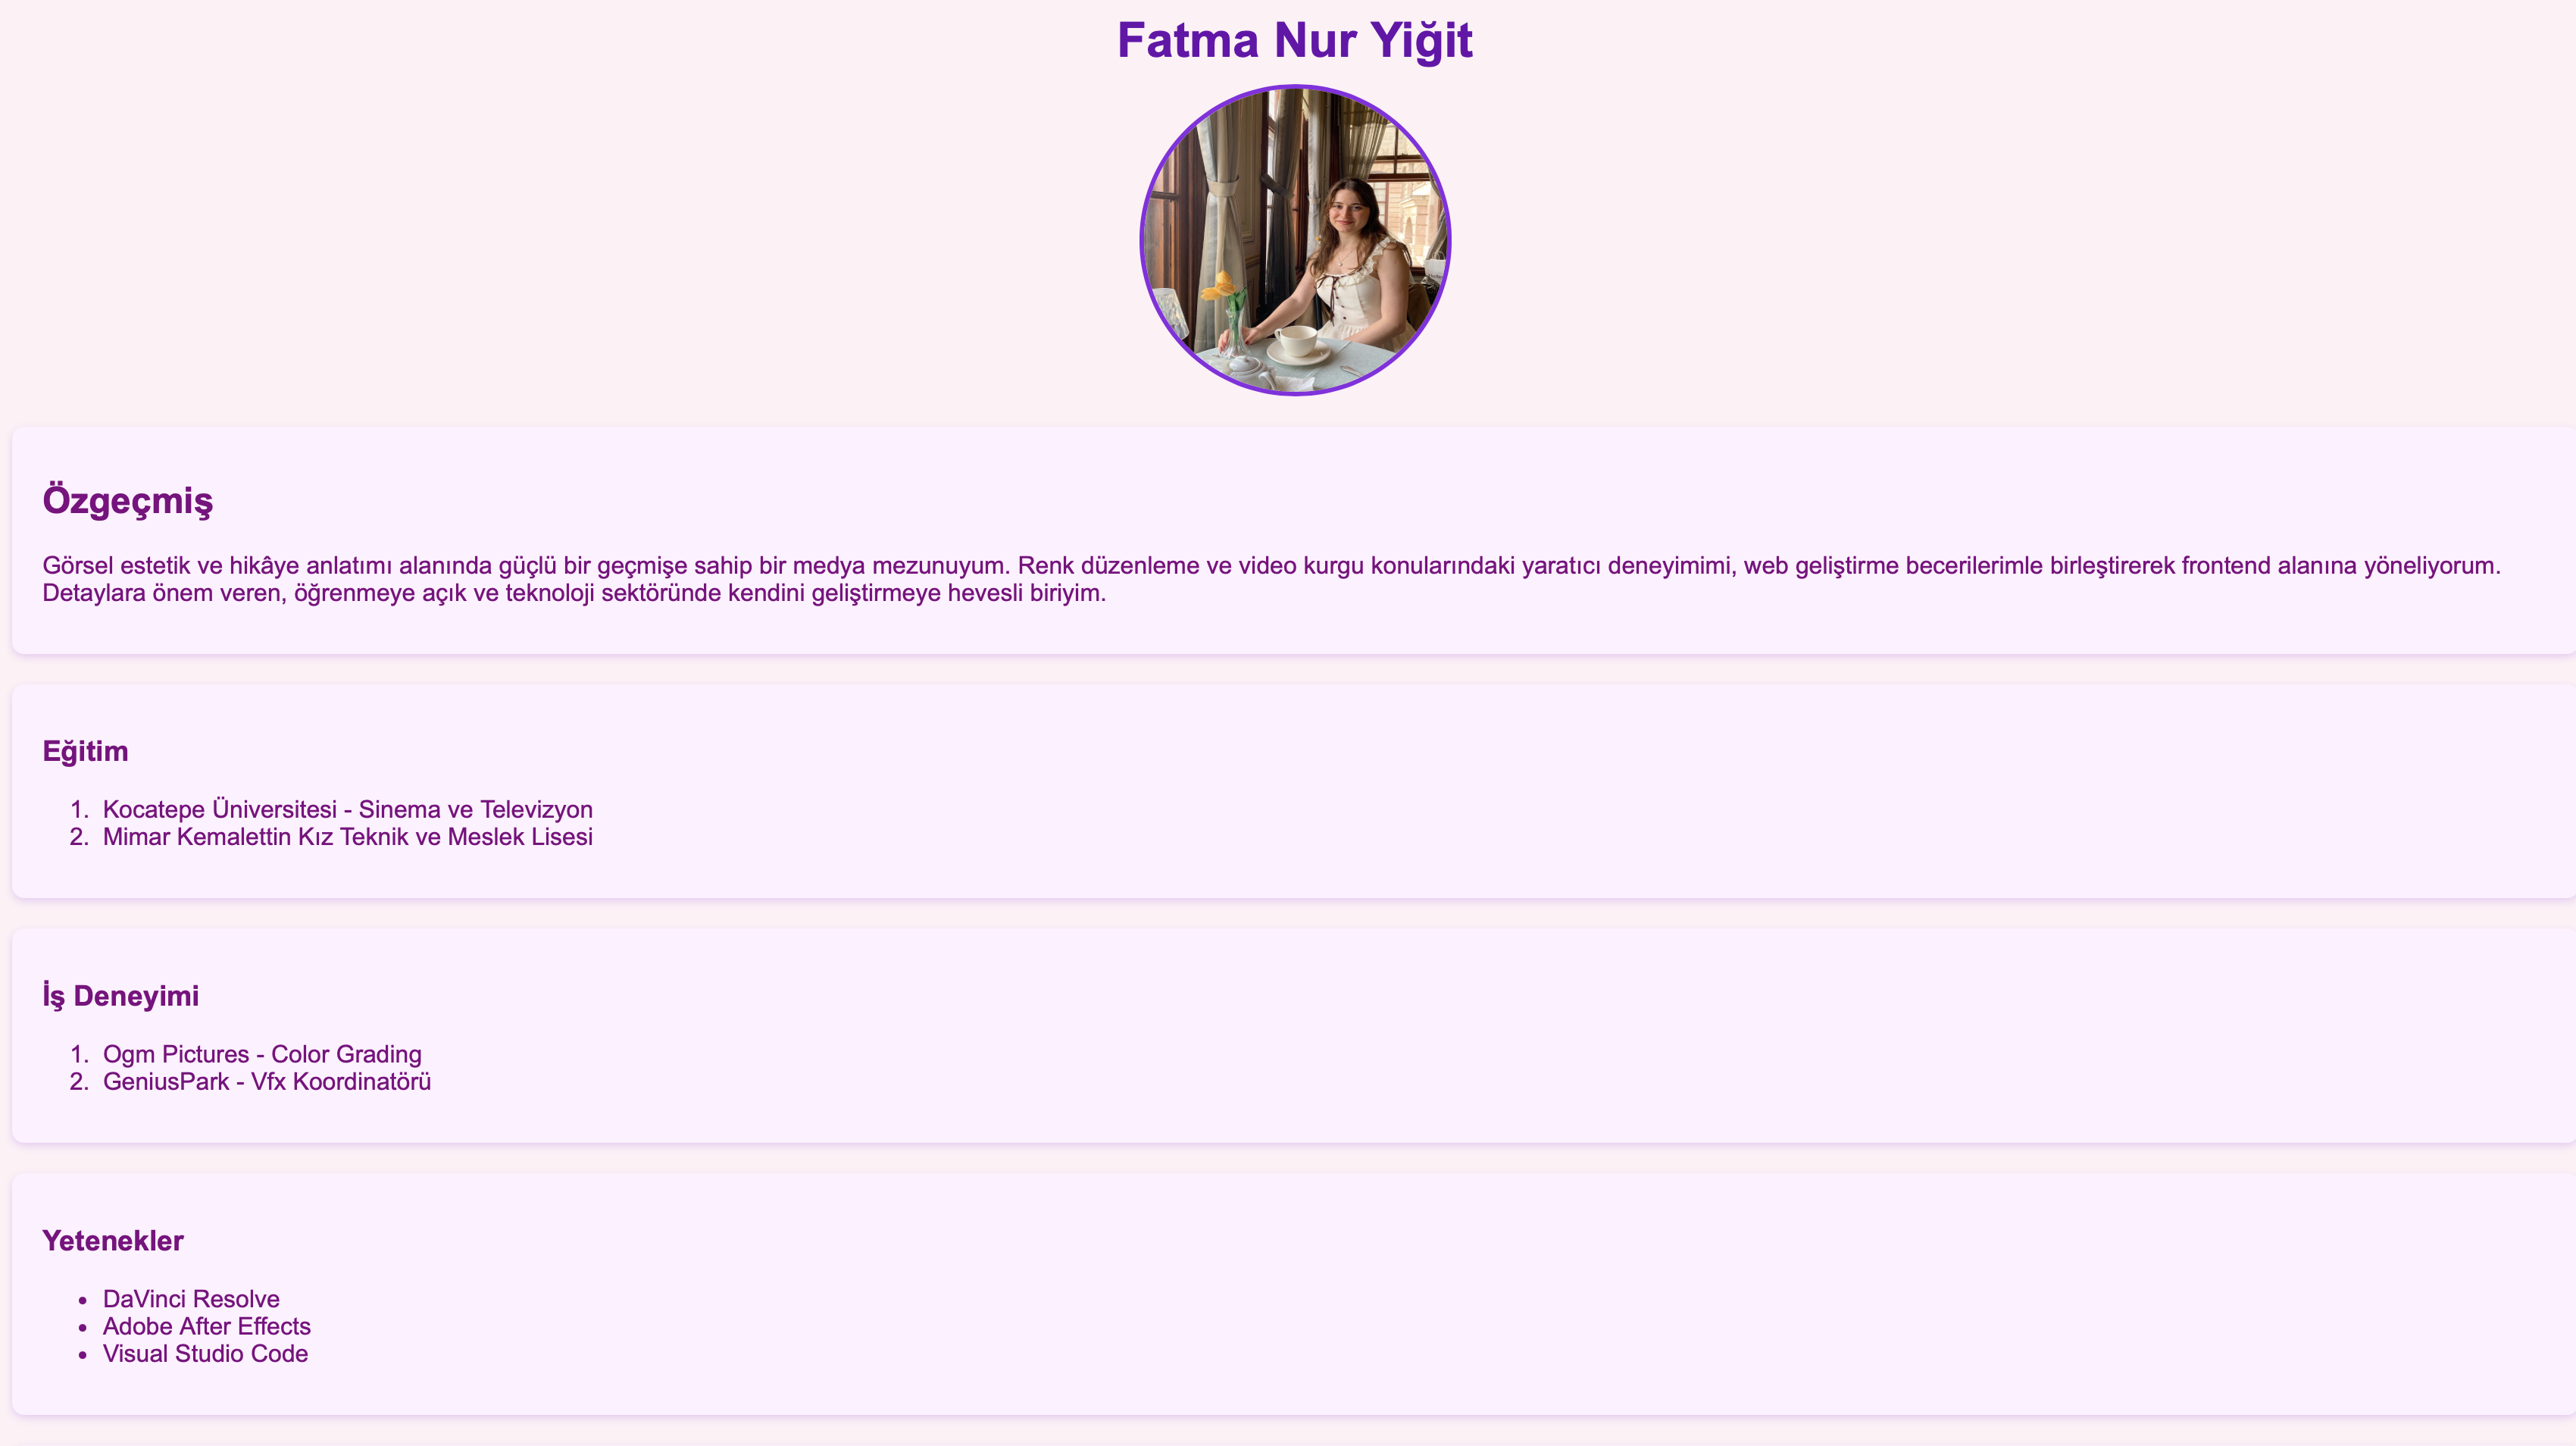 Fatma Nur Yiğit
Özgeçmiş
Görsel estetik ve hikâye anlatımı alanında güçlü bir geçmişe sahip bir medya mezunuyum. Renk düzenleme ve video kurgu konularındaki yaratıcı deneyimimi, web geliştirme becerilerimle birleştirerek frontend alanına yöneliyorum.
Detaylara önem veren, öğrenmeye açık ve teknoloji sektöründe kendini geliştirmeye hevesli biriyim.
Eğitim
1. Kocatepe Üniversitesi - Sinema ve Televizyon
2. Mimar Kemalettin Kız Teknik ve Meslek Lisesi
İş Deneyimi
1. Ogm Pictures - Color Grading
2. GeniusPark - Vfx Koordinatörü
Yetenekler
• DaVinci Resolve
• Adobe After Effects
• Visual Studio Code